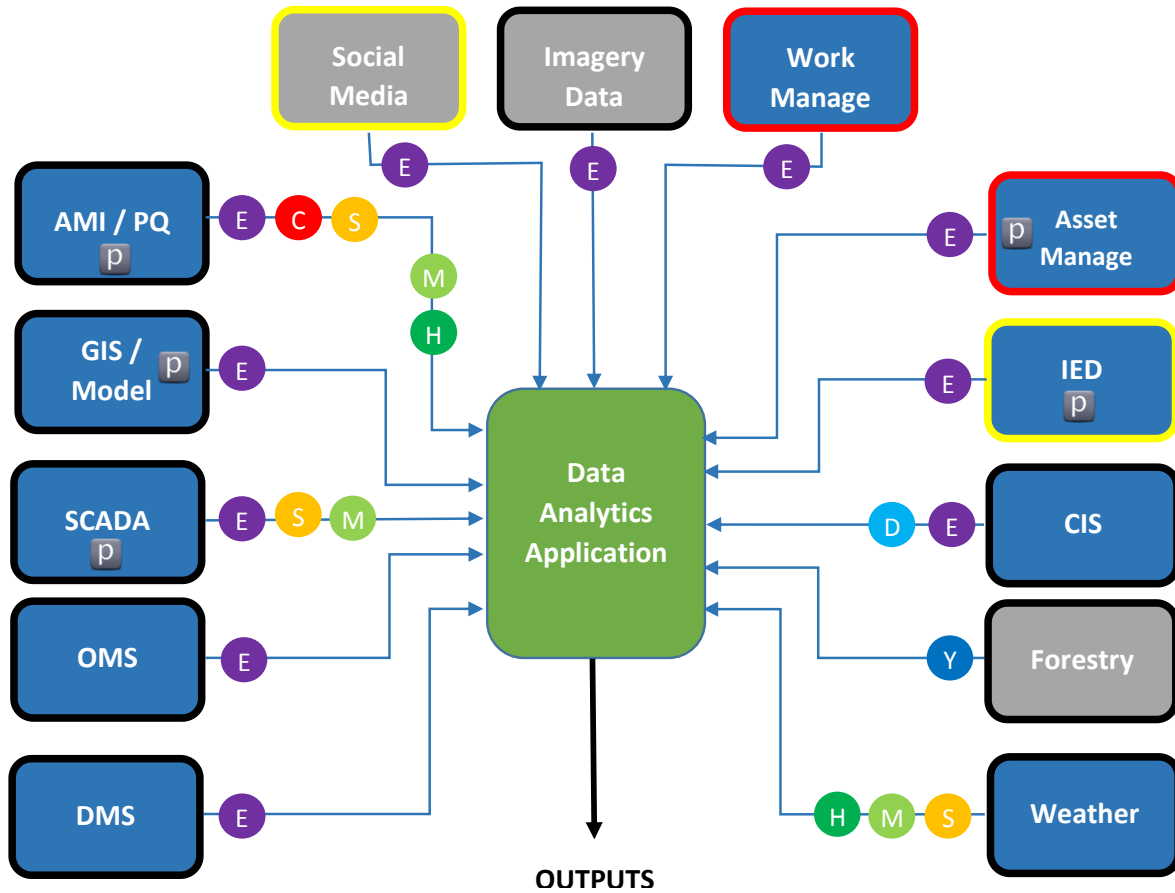 Social
Media
Imagery
Data
Work
Manage
E
E
E
AMI / PQ
p
E
C
S
M
H
p
Asset
Manage
E
GIS /
Model
p
E
IED
p
E
SCADA
p
E
S
M
Data
Analytics
Application
D
E
CIS
OMS
E
Y
Forestry
DMS
E
H
M
S
Weather
OUTPUTS